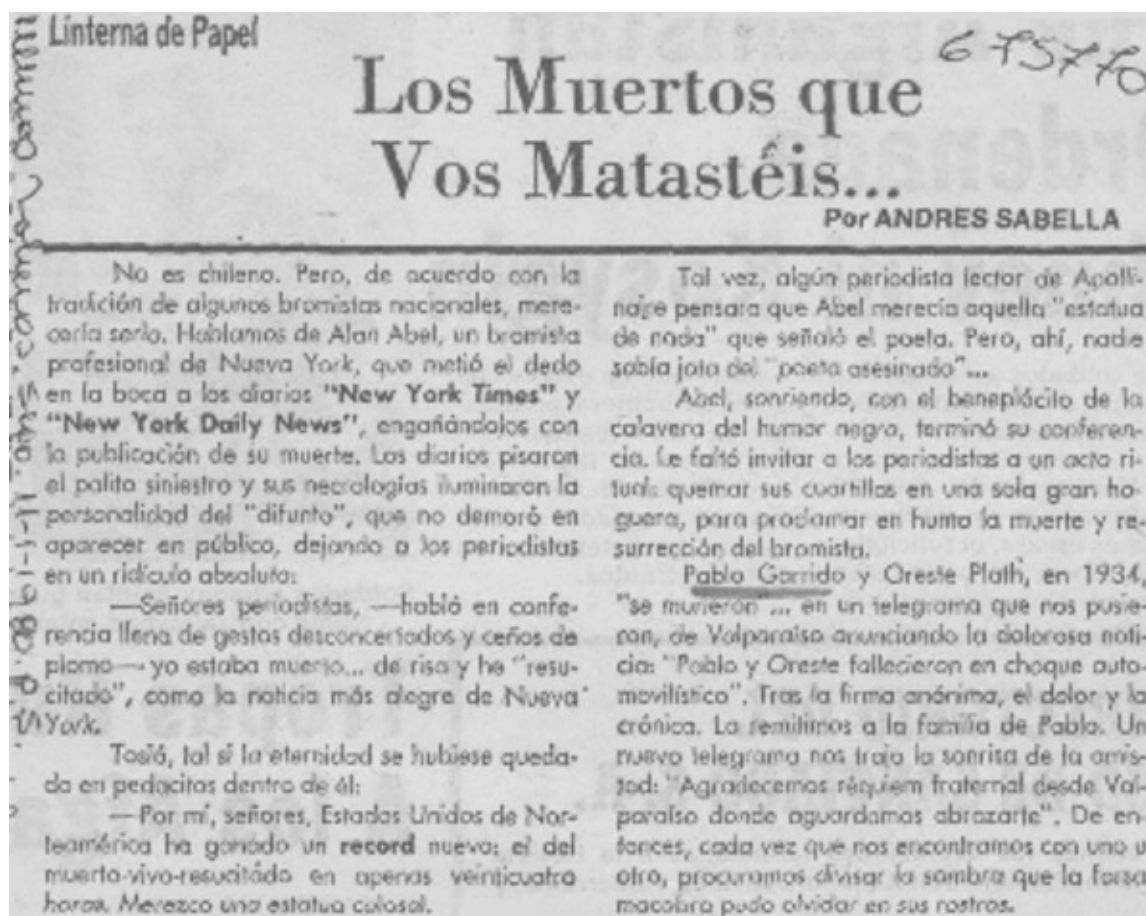 Linterna de Papel
675770
Los Muertos que
Vos Matastéis...
Por ANDRES SABELLA
No es chileno. Pero, de acuerdo con la
tradición de algunos bromistas nacionales, mere-
cería serlo. Hablamos de Alan Abel, un bromista
profesional de Nueva York, que metió el dedo
en la boca a los diarios "New York Times" y
"New York Daily News", engañándolos con
la publicación de su muerte. Los diarios pisaron
el palito siniestro y sus necrologías iluminaron la
personalidad del "difunto", que no demoró en
aparecer en público, dejando a los periodistas
en un ridículo absoluto:
—Señores periodistas, —habló en confe-
rencia llena de gestos desconcertados y ceños de
plomo— yo estaba muerto... de risa y he "resu-
citado", como la noticia más alegre de Nueva
York.
Tosió, tal si la eternidad se hubiese queda-
do en pedacitos dentro de él:
—Por mí, señores, Estados Unidos de Nor-
teamérica ha ganado un record nuevo: el del
muerto-vivo-resucitado en apenas veinticuatro
horas. Merezco una estatua colosal.
Tal vez, algún periodista lector de Apolli-
naire pensara que Abel merecía aquella "estatua
de nada" que señaló el poeta. Pero, ahí, nadie
sabía jota del "poeta asesinado"...
Abel, sonriendo, con el beneplácito de la
calavera del humor negro, terminó su conferen-
cia. Le faltó invitar a los periodistas a un acto ri-
tual: quemar sus cuartillas en una sola gran ho-
guera, para proclamar en humo la muerte y re-
surrección del bromista.
Pablo Garrido y Oreste Plath, en 1934,
"se murieron"... en un telegrama que nos pusie-
ron, de Valparaíso anunciando la dolorosa noti-
cia: "Pablo y Oreste fallecieron en choque auto-
movilístico". Tras la firma anónima, el dolor y la
crónica. La remitimos a la familia de Pablo. Un
nuevo telegrama nos trajo la sonrisa de la amis-
tad: "Agradecemos réquiem fraternal desde Val-
paraíso donde aguardamos abrazarte". De en-
tonces, cada vez que nos encontramos con uno u
otro, procuramos divisar la sombra que la farsa
macabra pudo olvidar en sus rostros.